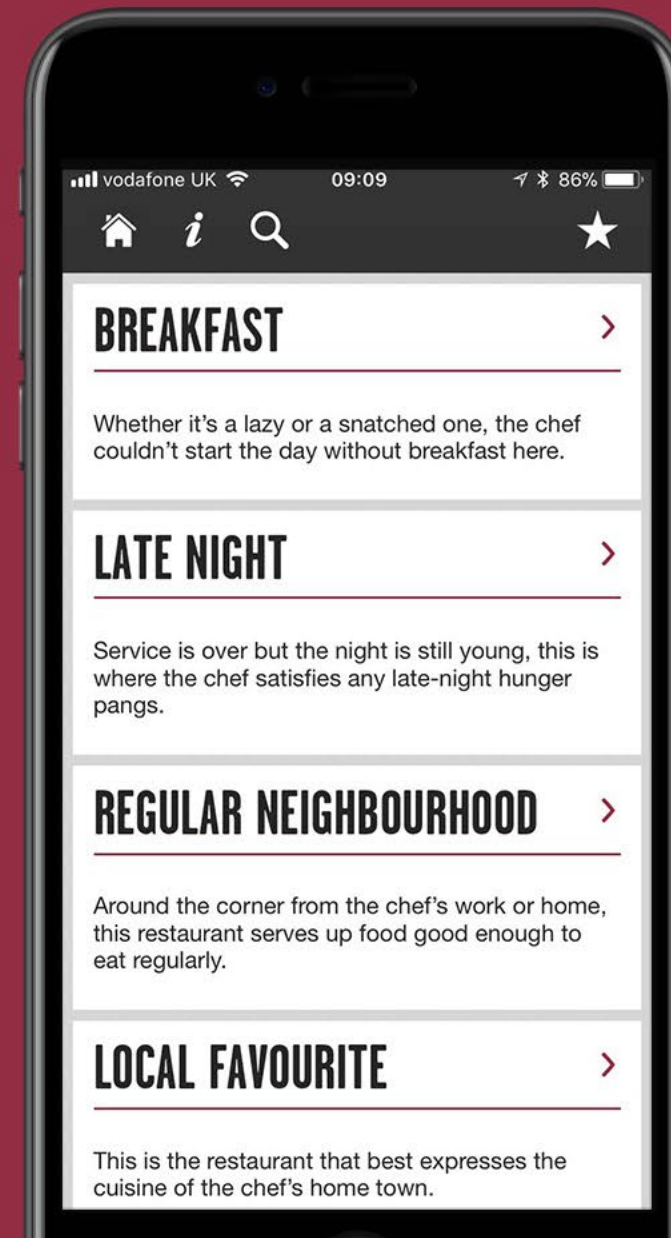 vodafone UK 09:09 86%
BREAKFAST
Whether it's a lazy or a snatched one, the chef
couldn't start the day without breakfast here.
LATE NIGHT
Service is over but the night is still young, this is
where the chef satisfies any late-night hunger
pangs.
REGULAR NEIGHBOURHOOD
Around the corner from the chef's work or home,
this restaurant serves up food good enough to
eat regularly.
LOCAL FAVOURITE
This is the restaurant that best expresses the
cuisine of the chef's home town.